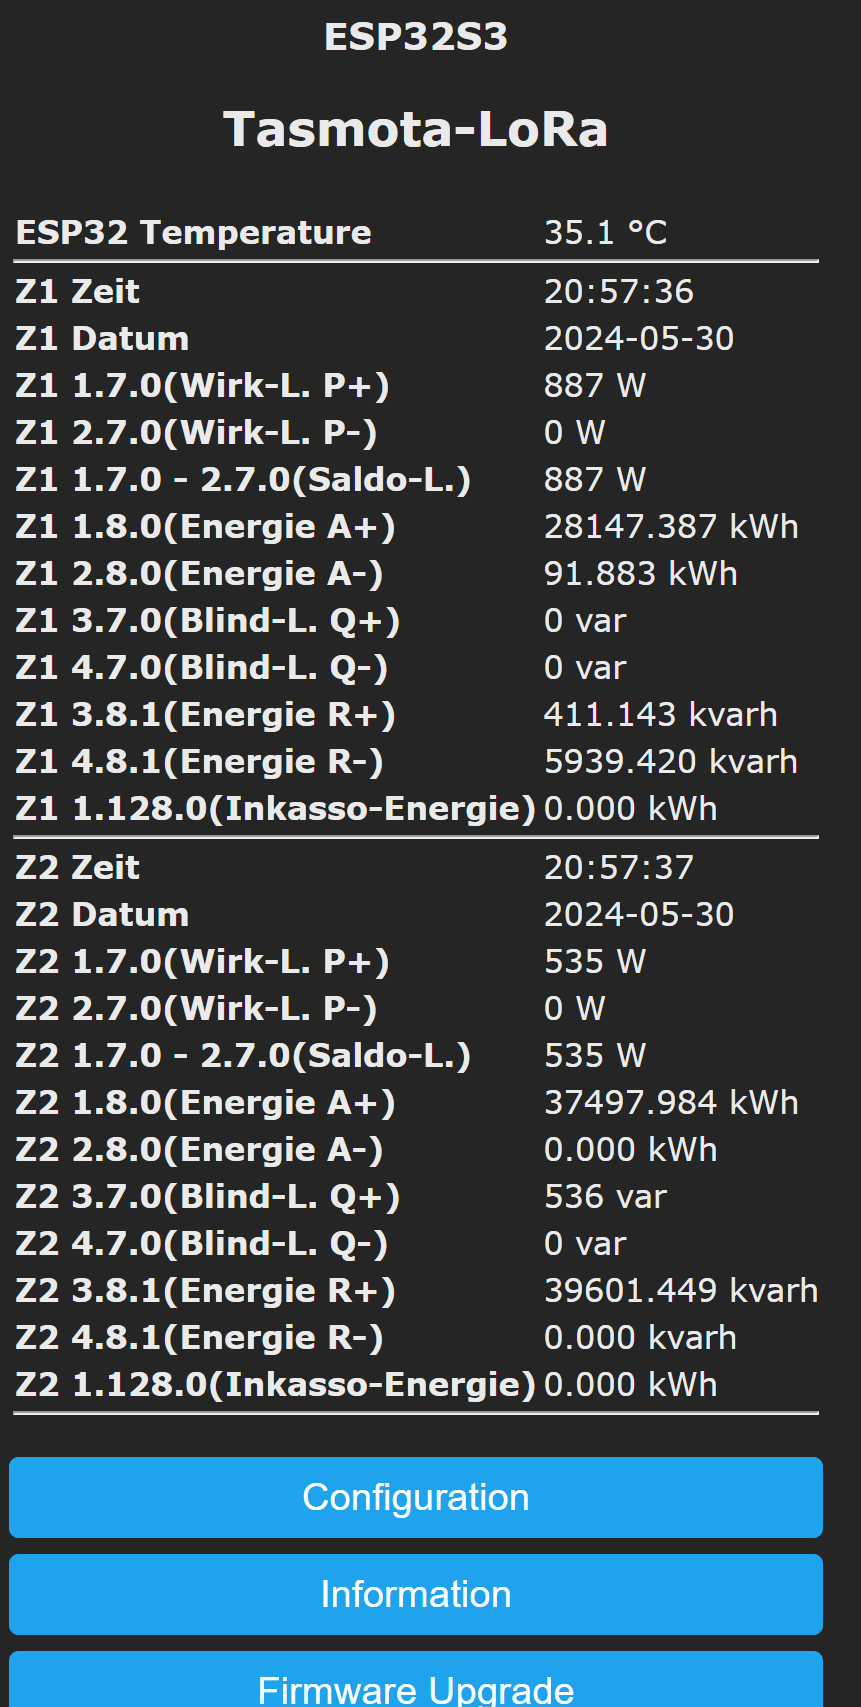 ESP32S3
Tasmota-LoRa
ESP32 Temperature 35.1 °C
Z1 Zeit 20:57:36
Z1 Datum 2024-05-30
Z1 1.7.0(Wirk-L. P+) 887 W
Z1 2.7.0(Wirk-L. P-) 0 W
Z1 1.7.0 - 2.7.0(Saldo-L.) 887 W
Z1 1.8.0(Energie A+) 28147.387 kWh
Z1 2.8.0(Energie A-) 91.883 kWh
Z1 3.7.0(Blind-L. Q+) 0 var
Z1 4.7.0(Blind-L. Q-) 0 var
Z1 3.8.1(Energie R+) 411.143 kvarh
Z1 4.8.1(Energie R-) 5939.420 kvarh
Z1 1.128.0(Inkasso-Energie) 0.000 kWh
Z2 Zeit 20:57:37
Z2 Datum 2024-05-30
Z2 1.7.0(Wirk-L. P+) 535 W
Z2 2.7.0(Wirk-L. P-) 0 W
Z2 1.7.0 - 2.7.0(Saldo-L.) 535 W
Z2 1.8.0(Energie A+) 37497.984 kWh
Z2 2.8.0(Energie A-) 0.000 kWh
Z2 3.7.0(Blind-L. Q+) 536 var
Z2 4.7.0(Blind-L. Q-) 0 var
Z2 3.8.1(Energie R+) 39601.449 kvarh
Z2 4.8.1(Energie R-) 0.000 kvarh
Z2 1.128.0(Inkasso-Energie) 0.000 kWh
Configuration
Information
Firmware Upgrade